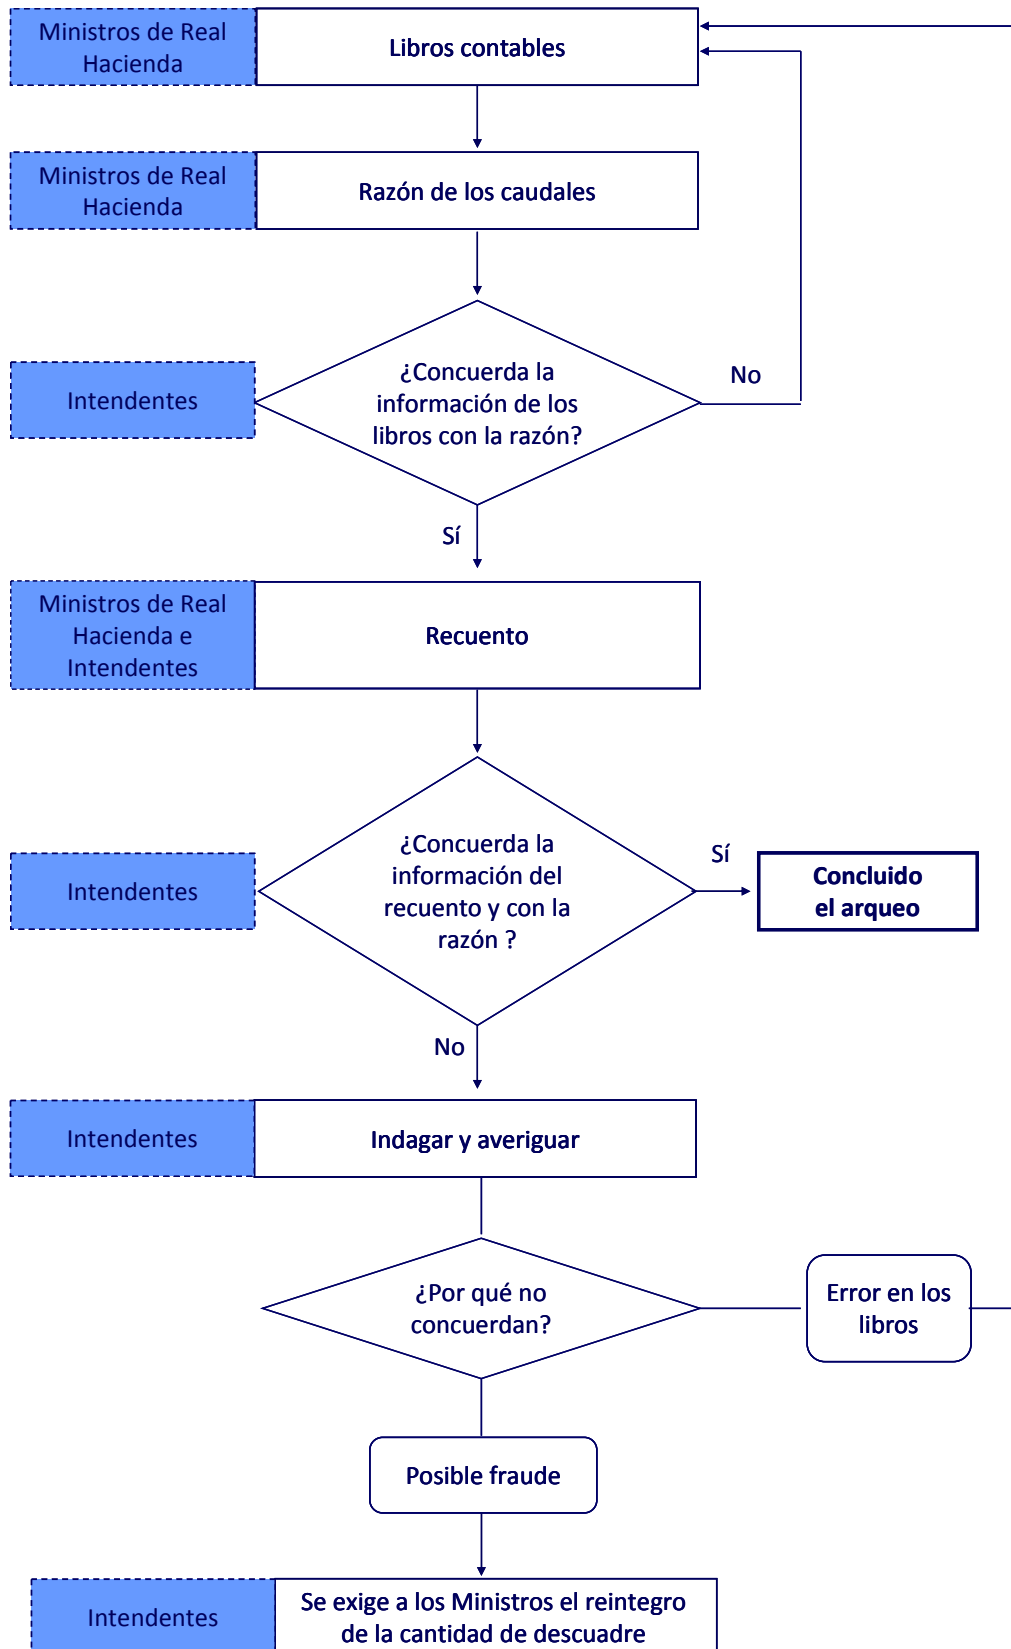 Ministros de Real
Hacienda
Libros contables
Ministros de Real
Hacienda
Razón de los caudales
Intendentes
¿Concuerda la
información de los
libros con la razón?
No
Sí
Ministros de Real
Hacienda e
Intendentes
Recuento
Intendentes
¿Concuerda la
información del
recuento y con la
razón ?
Sí
Concluido
el arqueo
No
Intendentes
Indagar y averiguar
¿Por qué no
concuerdan?
Error en los
libros
Posible fraude
Intendentes
Se exige a los Ministros el reintegro
de la cantidad de descuadre